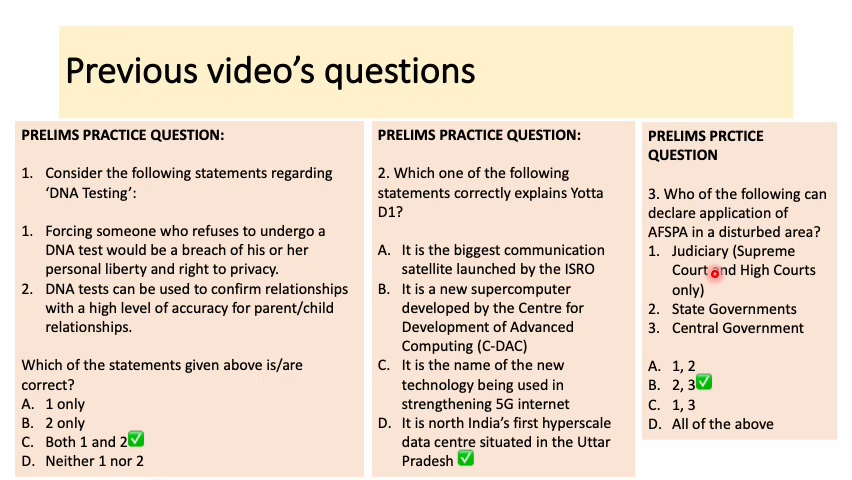 Previous video’s questions
PRELIMS PRACTICE QUESTION:
1. Consider the following statements regarding
‘DNA Testing’:
1. Forcing someone who refuses to undergo a
DNA test would be a breach of his or her
personal liberty and right to privacy.
2. DNA tests can be used to confirm relationships
with a high level of accuracy for parent/child
relationships.
Which of the statements given above is/are
correct?
A. 1 only
B. 2 only
C. Both 1 and 2
D. Neither 1 nor 2
PRELIMS PRACTICE QUESTION:
2. Which one of the following
statements correctly explains Yotta
D1?
A. It is the biggest communication
satellite launched by the ISRO
B. It is a new supercomputer
developed by the Centre for
Development of Advanced
Computing (C-DAC)
C. It is the name of the new
technology being used in
strengthening 5G internet
D. It is north India’s first hyperscale
data centre situated in the Uttar
Pradesh
PRELIMS PRCTICE
QUESTION
3. Who of the following can
declare application of
AFSPA in a disturbed area?
1. Judiciary (Supreme
Court and High Courts
only)
2. State Governments
3. Central Government
A. 1, 2
B. 2, 3
C. 1, 3
D. All of the above